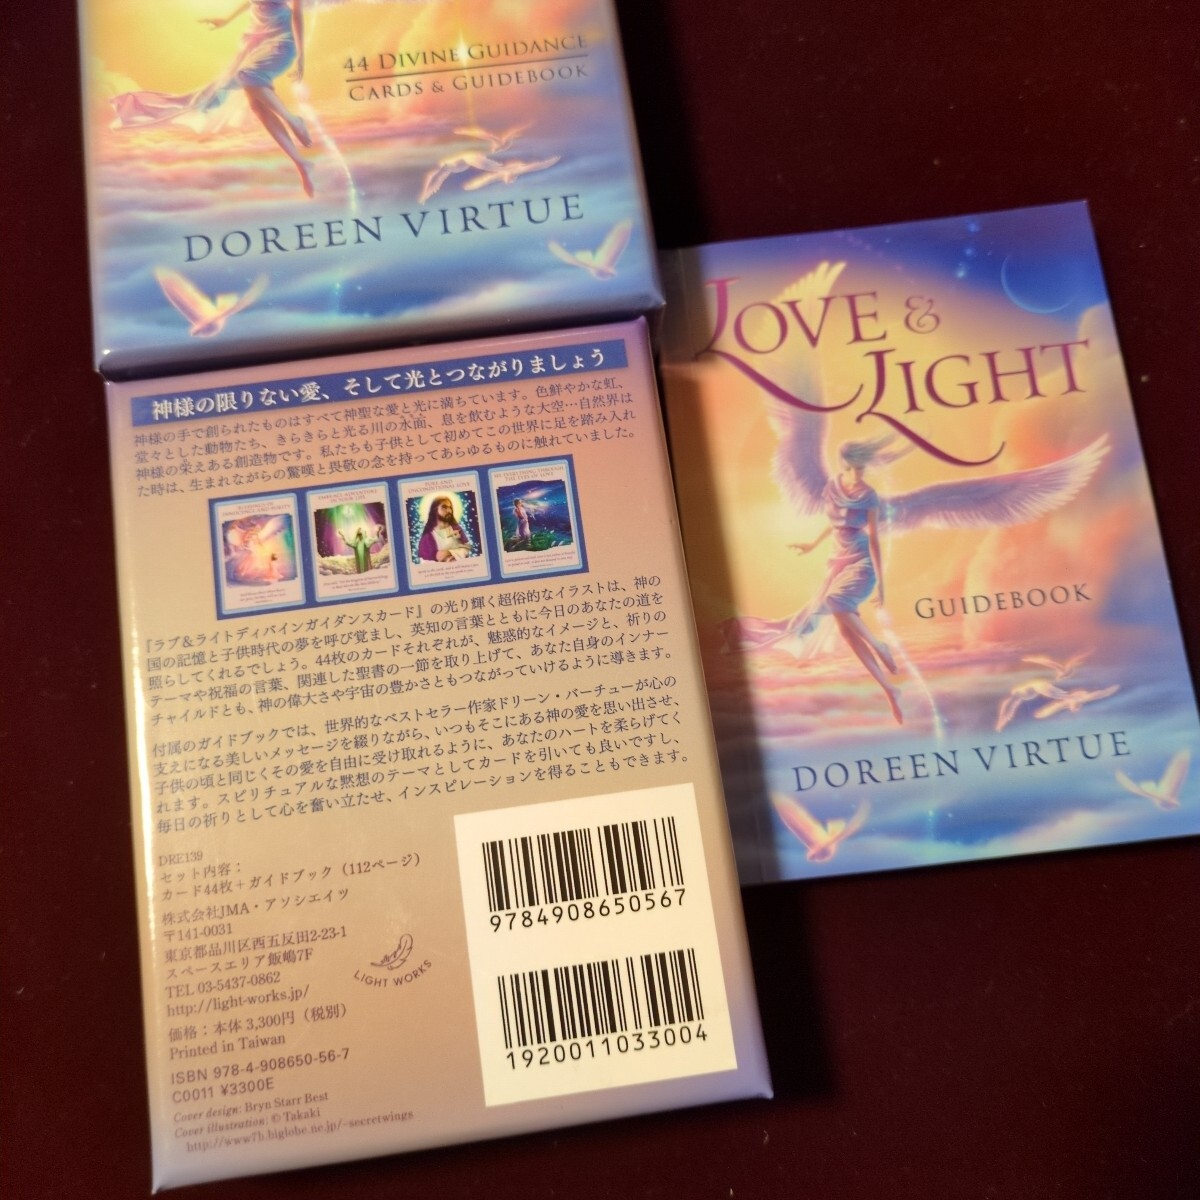 44 DIVINE GUIDANCE
CARDS & GUIDEBOOK
DOREEN VIRTUE
神様の限りない愛、そして光とつながりましょう
神様の手で創られたものはすべて神聖な愛と光に満ちています。色鮮やかな虹、
堂々とした動物たち、きらきらと光る川の水面、息を飲むような大空…自然界は
神様の栄えある創造物です。私たちも子供として初めてこの世界に足を踏み入れ
た時は、生まれながらの驚嘆と畏敬の念を持ってあらゆるものに触れていました。
BLESSINGS OF
INNOCENCE AND PURITY
EMBRACE ADVENTURE
IN YOUR LIFE
PURE AND
UNCONDITIONAL LOVE
SEE EVERYTHING THROUGH
THE EYES OF LOVE
『ラブ&ライトディバインガイダンスカード』の光り輝く超俗的なイラストは、神の
国の記憶と子供時代の夢を呼び覚まし、英知の言葉とともに今日のあなたの道を
照らしてくれるでしょう。44枚のカードそれぞれが、魅惑的なイメージと、祈りの
テーマや祝福の言葉、関連した聖書の一節を取り上げて、あなた自身のインナー
チャイルドとも、神の偉大さや宇宙の豊かさともつながっていけるように導きます。
付属のガイドブックでは、世界的なベストセラー作家ドリーン・バーチューが心の
支えになる美しいメッセージを綴りながら、いつもそこにある神の愛を思い出させ、
子供の頃と同じくその愛を自由に受け取れるように、あなたのハートを柔らげてく
れます。スピリチュアルな黙想のテーマとしてカードを引いても良いですし、
毎日の祈りとして心を奮い立たせ、インスピレーションを得ることもできます。
DRE139
セット内容：
カード44枚+ガイドブック（112ページ）
株式会社JMA・アソシエイツ
〒141-0031
東京都品川区西五反田2-23-1
スペースエリア飯嶋7F
TEL 03-5437-0862
http://light-works.jp/
LIGHT WORKS
価格：本体 3,300円（税別）
Printed in Taiwan
ISBN 978-4-908650-56-7
C0011 ¥3300E
Cover design: Bryn Starr Best
Cover illustration: © Takaki
http://www7b.biglobe.ne.jp/~secretwings
9784908650567
1920011033004
LOVE &
LIGHT
GUIDEBOOK
DOREEN VIRTUE